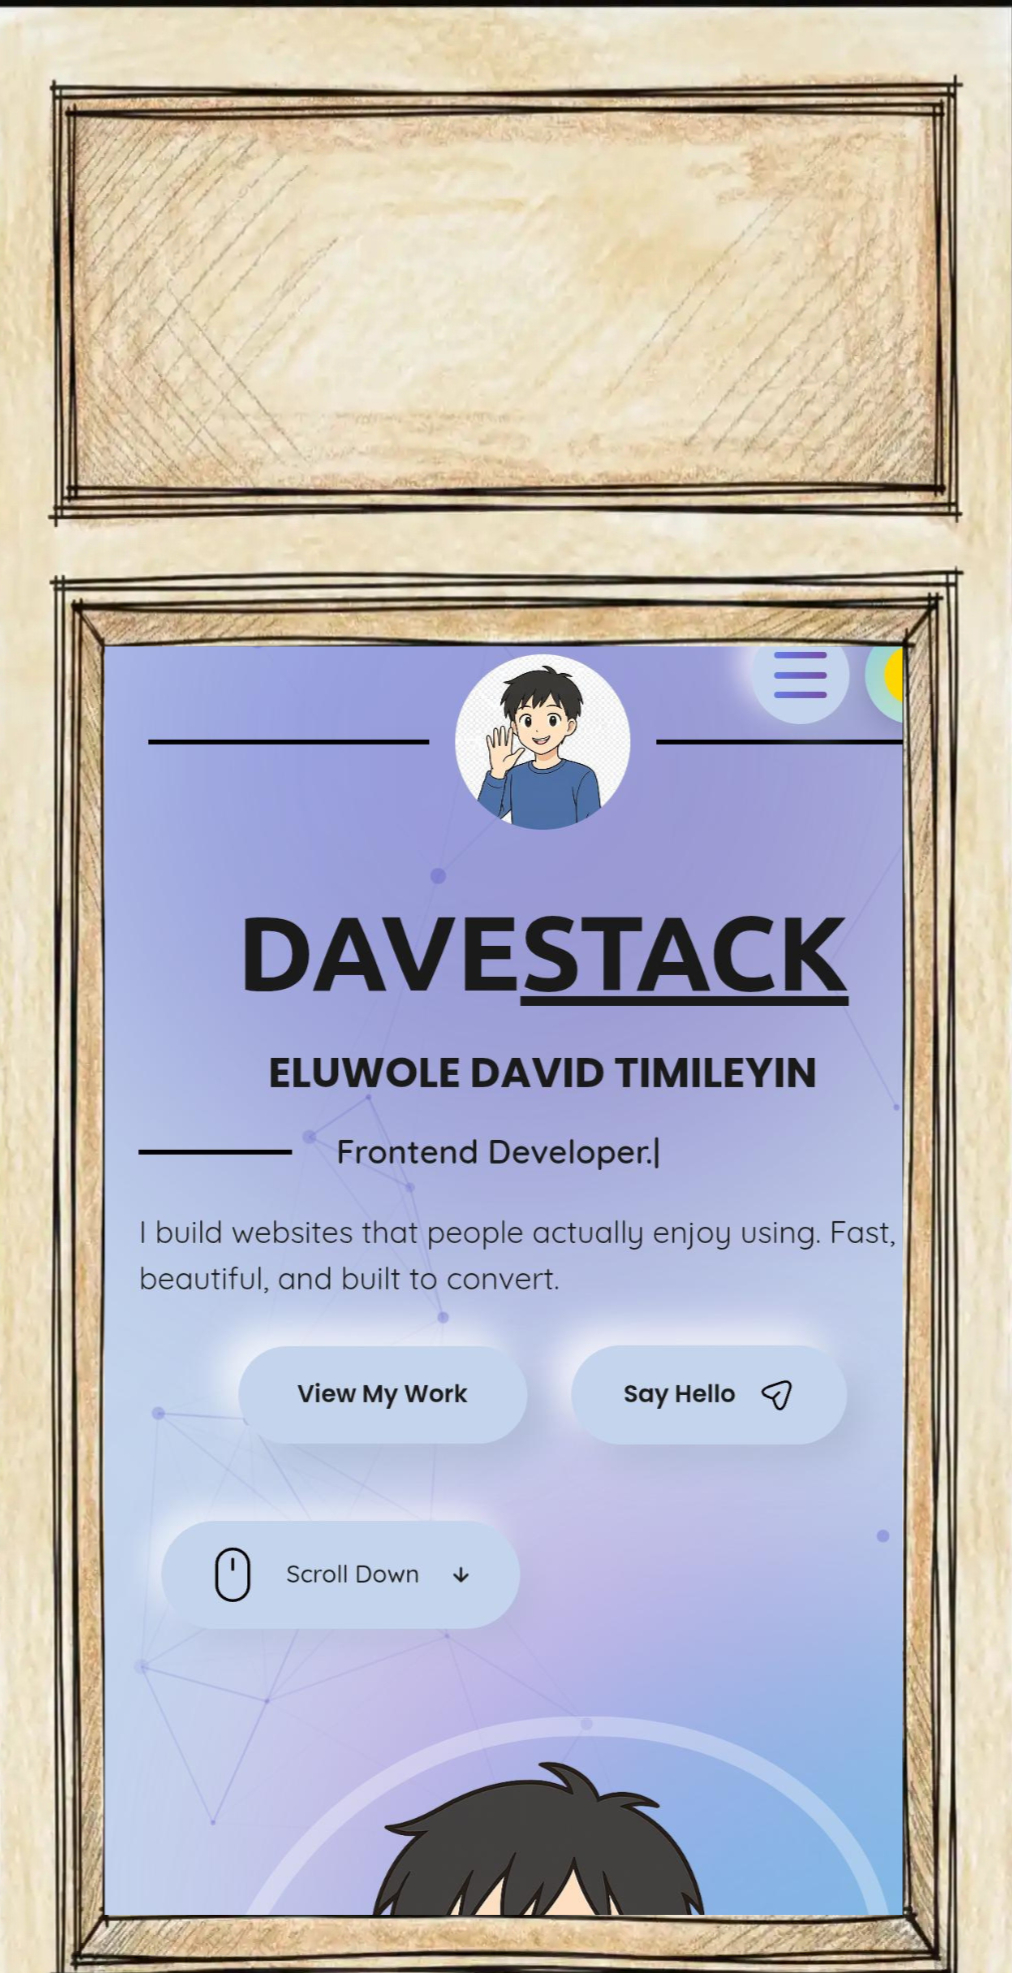 DAVESTACK
ELUWOLE DAVID TIMILEYIN
Frontend Developer.|
I build websites that people actually enjoy using. Fast,
beautiful, and built to convert.
View My Work
Say Hello
Scroll Down